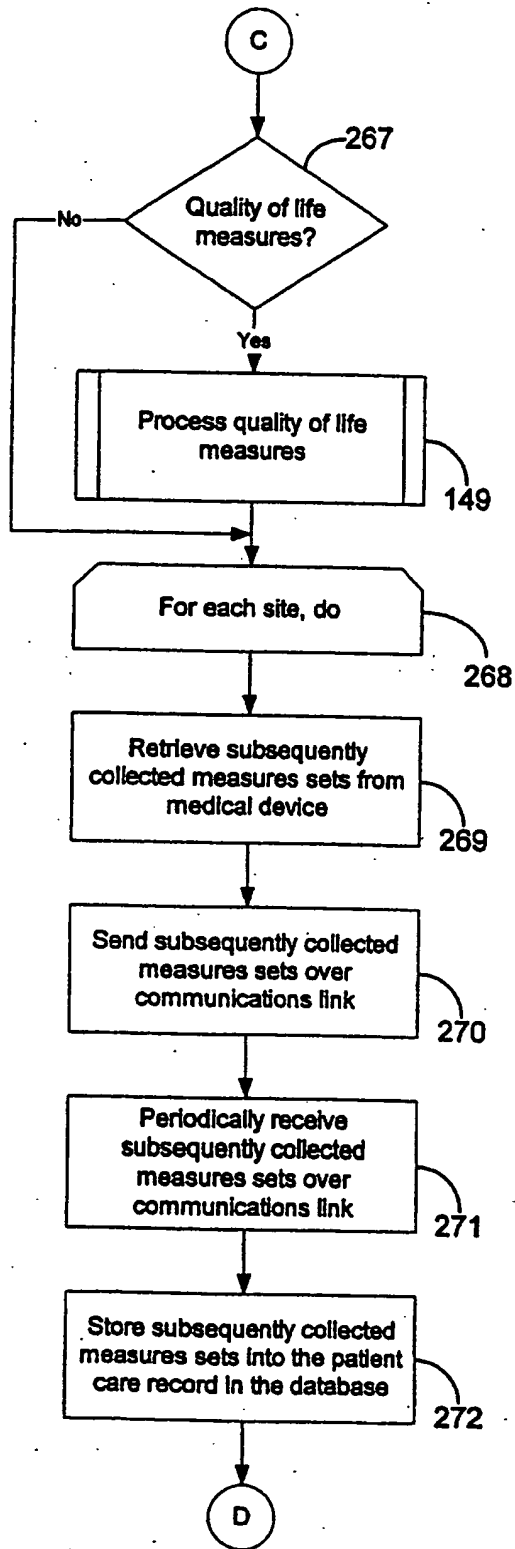 C
267
Quality of life
measures?
No
Yes
Process quality of life
measures
149
For each site, do
268
Retrieve subsequently
collected measures sets from
medical device
269
Send subsequently collected
measures sets over
communications link
270
Periodically receive
subsequently collected
measures sets over
communications link
271
Store subsequently collected
measures sets into the patient
care record in the database
272
D